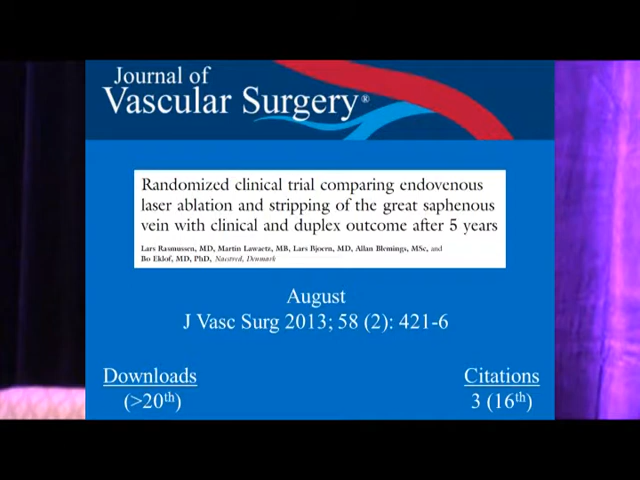 Journal of
Vascular Surgery®
Randomized clinical trial comparing endovenous
laser ablation and stripping of the great saphenous
vein with clinical and duplex outcome after 5 years
Lars Rasmussen, MD, Martin Lawaetz, MB, Lars Bjoern, MD, Allan Blemings, MSc, and
Bo Eklof, MD, PhD, Naestved, Denmark
August
J Vasc Surg 2013; 58 (2): 421-6
Downloads Citations
(>20th) 3 (16th)